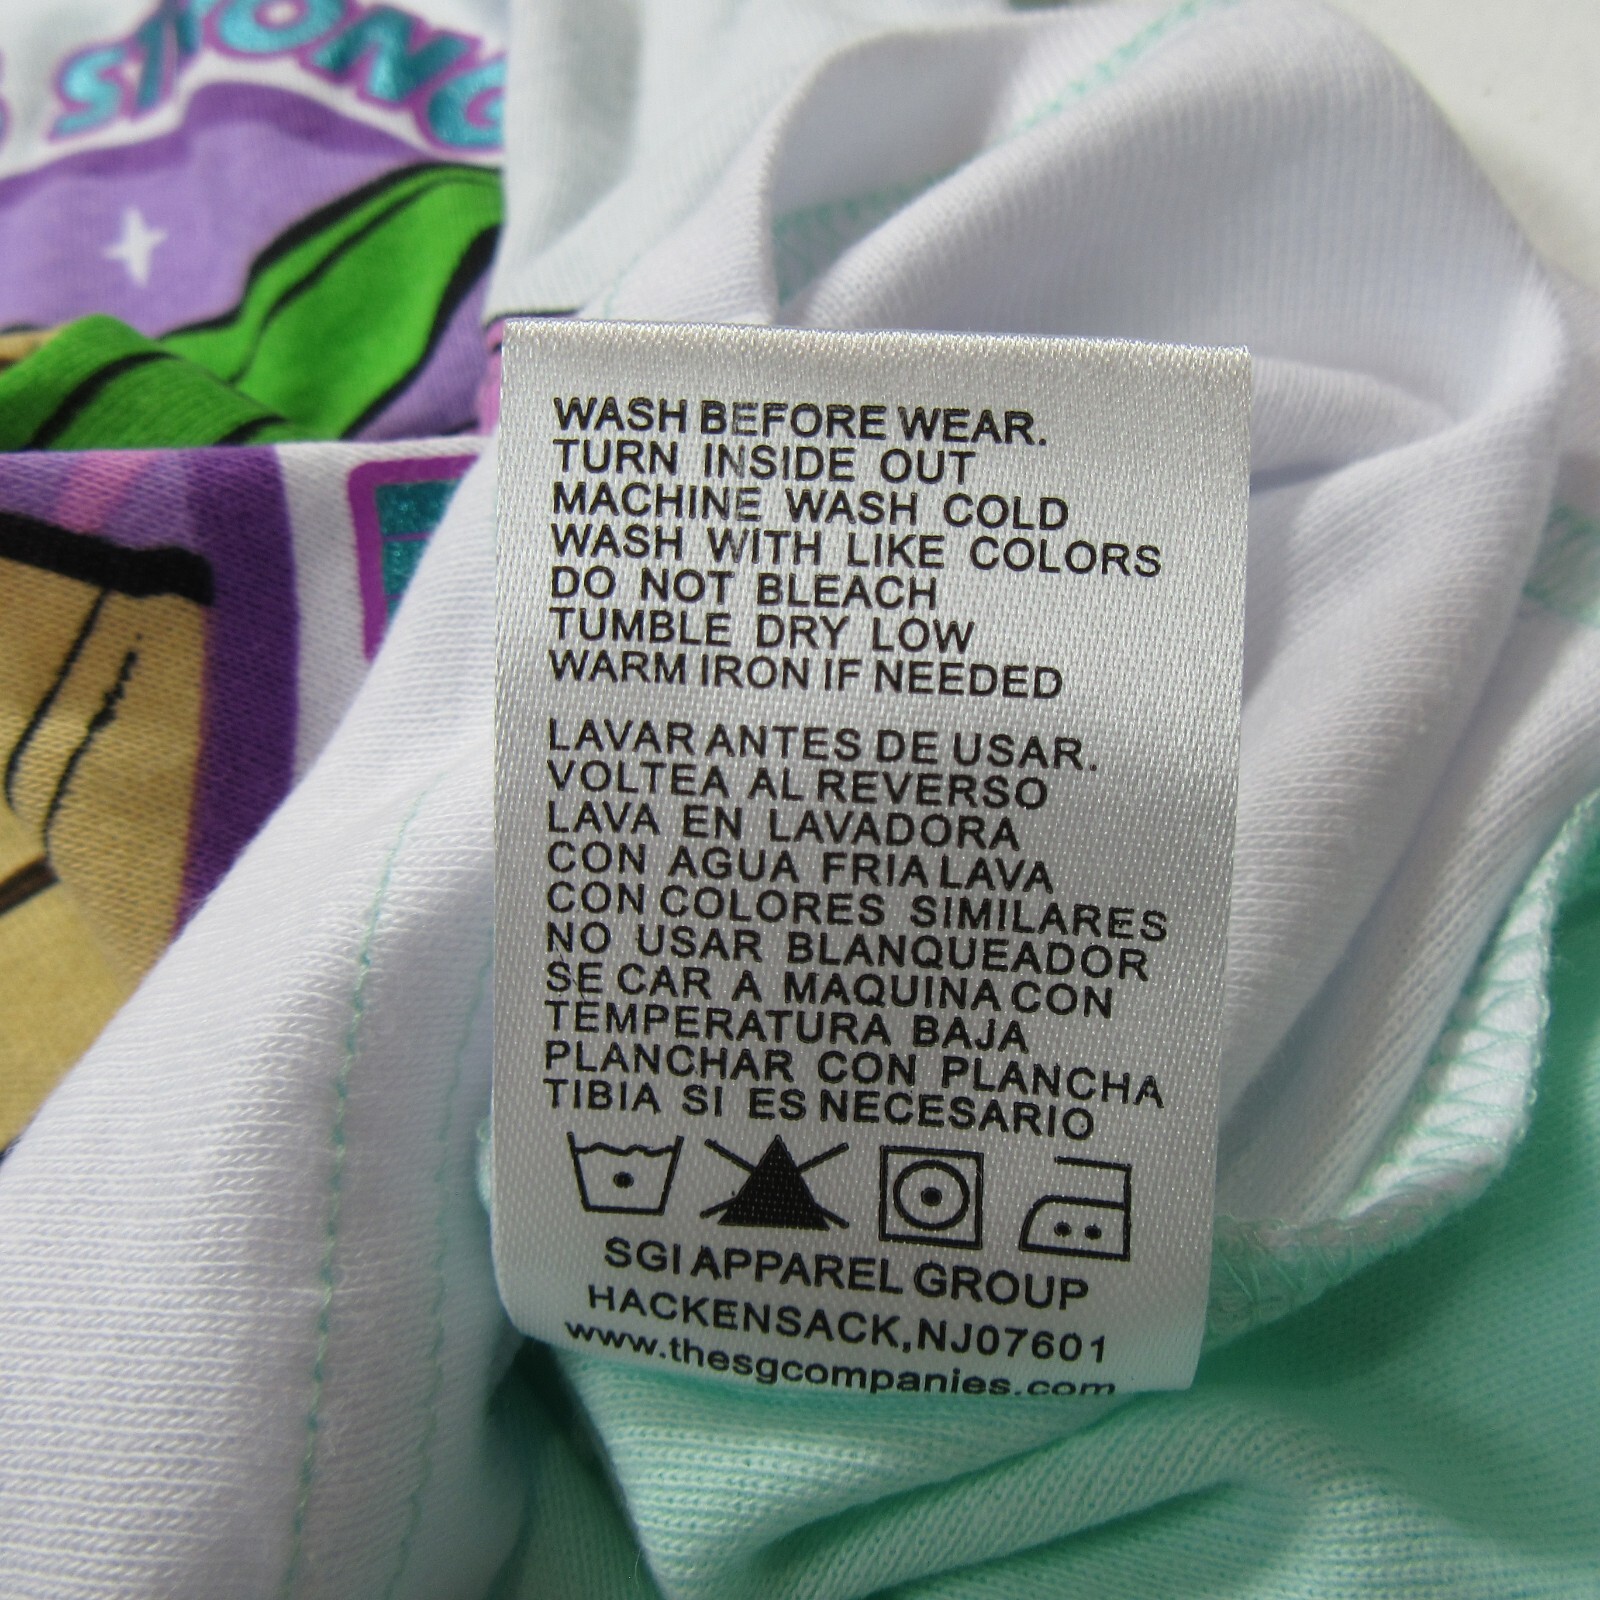 STRONG
WASH BEFORE WEAR.
TURN INSIDE OUT
MACHINE WASH COLD
WASH WITH LIKE COLORS
DO NOT BLEACH
TUMBLE DRY LOW
WARM IRON IF NEEDED
LAVAR ANTES DE USAR.
VOLTEA AL REVERSO
LAVA EN LAVADORA
CON AGUA FRIA LAVA
CON COLORES SIMILARES
NO USAR BLANQUEADOR
SE CAR A MAQUINA CON
TEMPERATURA BAJA
PLANCHAR CON PLANCHA
TIBIA SI ES NECESARIO
SGI APPAREL GROUP
HACKENSACK,NJ07601
www.thesgcompanies.com